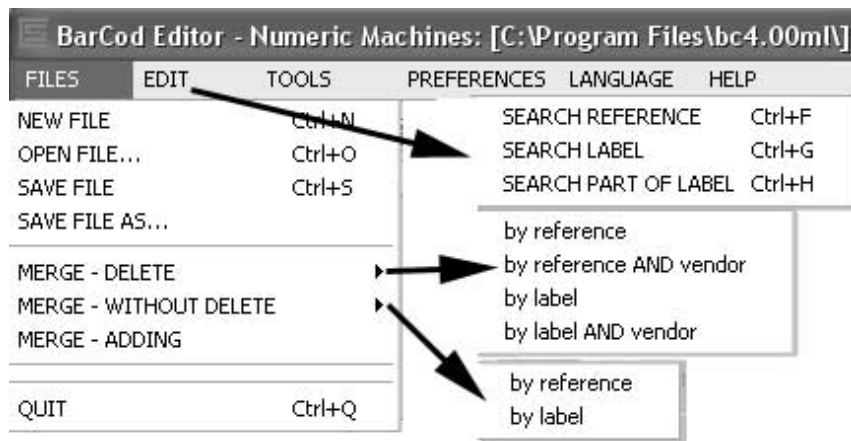 BarCod Editor - Numeric Machines: [C:\Program Files\bc4.00ml\]
FILES EDIT TOOLS PREFERENCES LANGUAGE HELP
NEW FILE Ctrl+N
OPEN FILE... Ctrl+O
SAVE FILE Ctrl+S
SAVE FILE AS...
MERGE - DELETE
MERGE - WITHOUT DELETE
MERGE - ADDING
QUIT Ctrl+Q
SEARCH REFERENCE Ctrl+F
SEARCH LABEL Ctrl+G
SEARCH PART OF LABEL Ctrl+H
by reference
by reference AND vendor
by label
by label AND vendor
by reference
by label